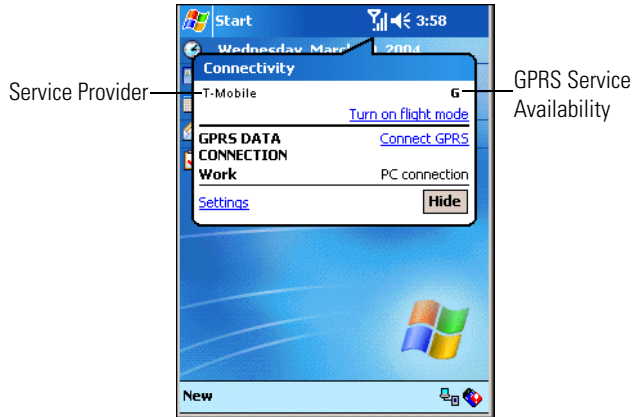 Start 3:58
Wednesday, March 2004
Connectivity
Service Provider
T-Mobile G
GPRS Service
Availability
Turn on flight mode
GPRS DATA
CONNECTION
Connect GPRS
Work PC connection
Settings Hide
New